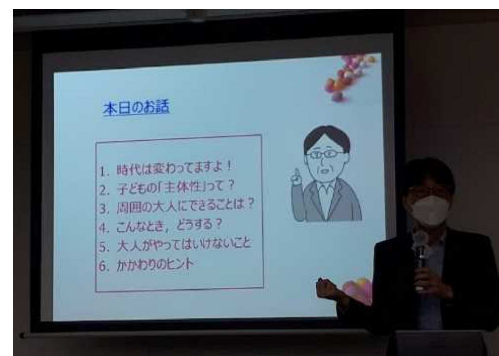 本日のお話
1. 時代は変わってますよ！
2. 子どもの「主体性」って？
3. 周囲の大人にできることは？
4. こんなとき，どうする？
5. 大人がやってはいけないこと
6. かかわりのヒント